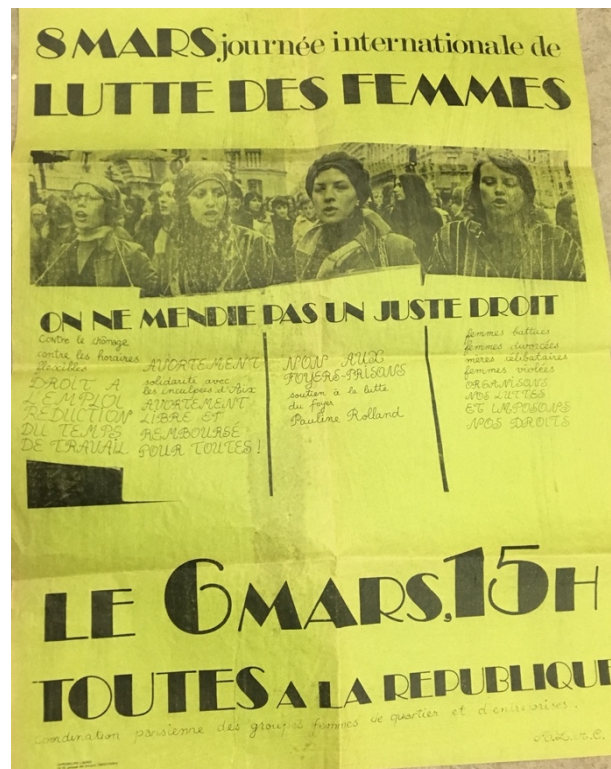 8 MARS journée internationale de
LUTTE DES FEMMES
ON NE MENDIE PAS UN JUSTE DROIT
contre le chômage
contre les horaires
flexibles
DROIT A
L'EMPLOI
REDUCTION
DU TEMPS
DE TRAVAIL
AVORTEMENT
solidarité avec
les inculpées d'Aix
AVORTEMENT
LIBRE ET
REMBOURSE
POUR TOUTES !
NON AUX
FOYERS-PRISONS
soutien à la lutte
du foyer
Pauline Rolland
femmes battues
femmes divorcées
mères célibataires
femmes violées
ORGANISONS
NOS LUTTES
ET IMPOSONS
NOS DROITS
LE 6 MARS, 15H
TOUTES A LA REPUBLIQUE
Coordination parisienne des groupes femmes de quartier et d'entreprises.